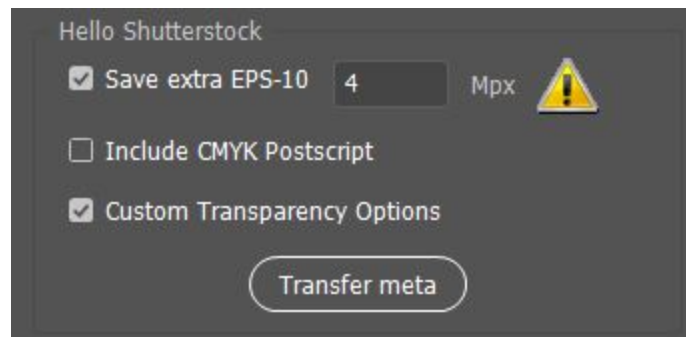 Hello Shutterstock
Save extra EPS-10 4 Mpx
Include CMYK Postscript
Custom Transparency Options
Transfer meta